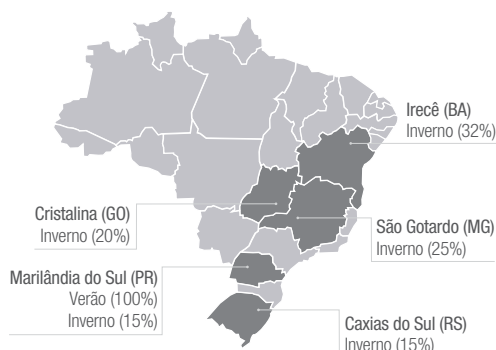 Irecê (BA)
Inverno (32%)
Cristalina (GO)
Inverno (20%)
São Gotardo (MG)
Inverno (25%)
Marilândia do Sul (PR)
Verão (100%)
Inverno (15%)
Caxias do Sul (RS)
Inverno (15%)